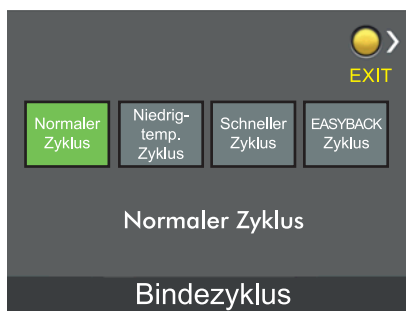 EXIT
Normaler
Zyklus
Niedrig-
temp.
Zyklus
Schneller
Zyklus
EASYBACK
Zyklus
Normaler Zyklus
Bindezyklus